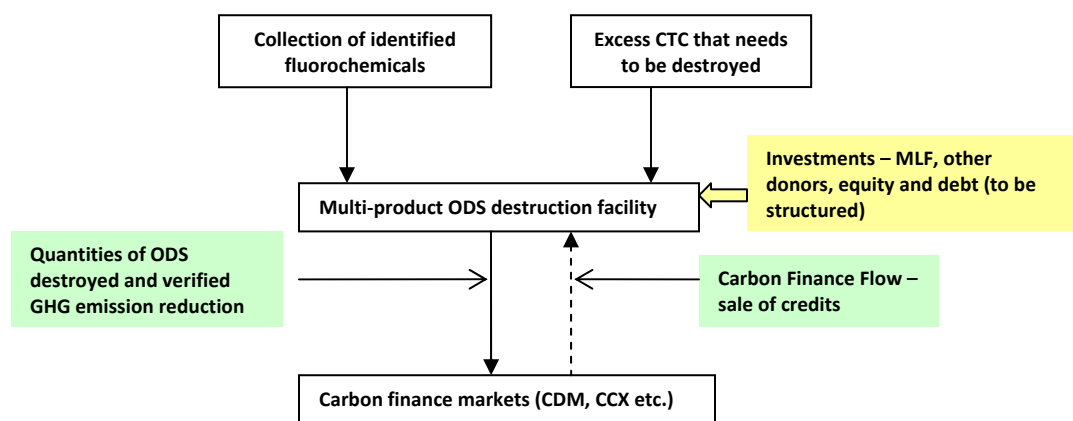 Collection of identified
fluorochemicals
Excess CTC that needs
to be destroyed
Investments – MLF, other
donors, equity and debt (to be
structured)
Multi-product ODS destruction facility
Quantities of ODS
destroyed and verified
GHG emission reduction
Carbon Finance Flow –
sale of credits
Carbon finance markets (CDM, CCX etc.)